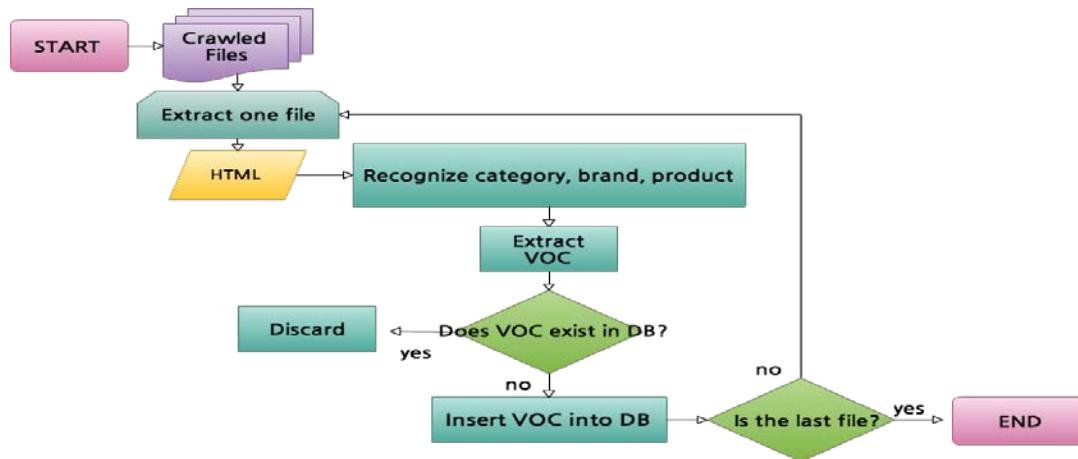 START
Crawled
Files
Extract one file
HTML
Recognize category, brand, product
Extract
VOC
Does VOC exist in DB?
Discard
yes
no
Insert VOC into DB
Is the last file?
no
yes
END